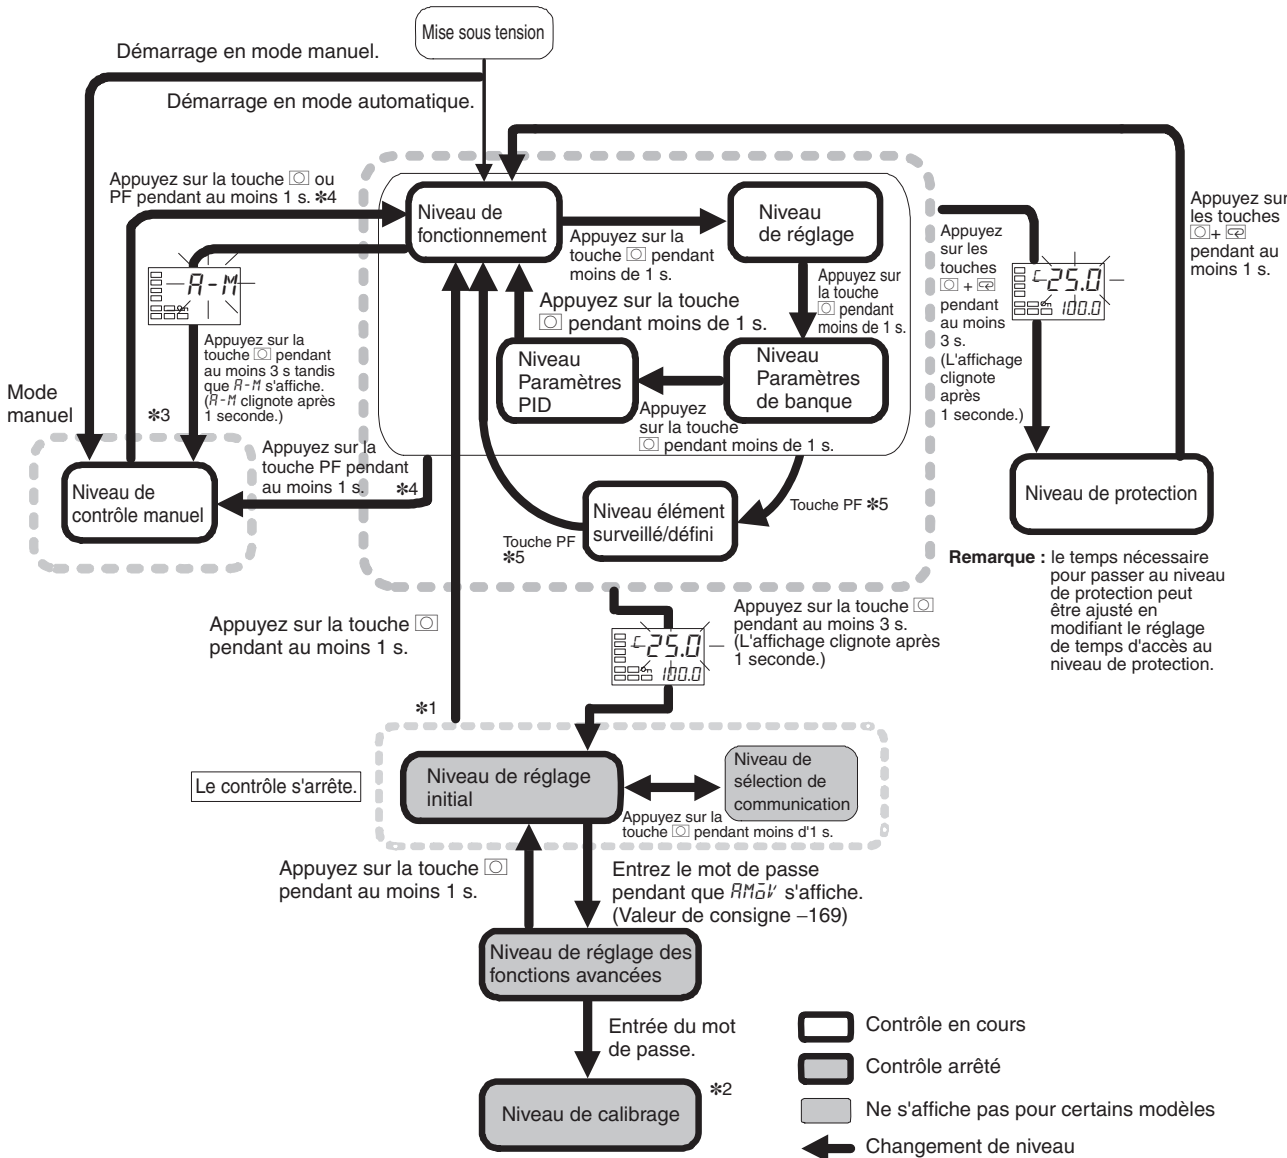 Mise sous tension
Démarrage en mode manuel.
Démarrage en mode automatique.
Appuyez sur la touche ou
PF pendant au moins 1 s. ✻4
Niveau de
fonctionnement
Appuyez sur la
touche pendant
moins de 1 s.
Niveau
de réglage
Appuyez sur
la touche
pendant
moins de 1 s.
Appuyez sur la touche
pendant moins de 1 s.
Niveau
Paramètres
PID
Niveau
Paramètres
de banque
Appuyez
sur la touche
pendant moins de 1 s.
A-M
Appuyez sur la
touche pendant
au moins 3 s tandis
que A-M s'affiche.
(A-M clignote après
1 seconde.)
✻3
Mode
manuel
Niveau de
contrôle manuel
Appuyez sur la
touche PF pendant
au moins 1 s. ✻4
Niveau élément
surveillé/défini
Touche PF ✻5
Touche PF
✻5
Appuyez
sur les
touches
+
pendant
au moins
3 s.
(L'affichage
clignote
après
1 seconde.)
C 25.0
100.0
Appuyez sur
les touches
+
pendant au
moins 1 s.
Niveau de protection
Remarque : le temps nécessaire
pour passer au niveau
de protection peut
être ajusté en
modifiant le réglage
de temps d'accès au
niveau de protection.
Appuyez sur la touche
pendant au moins 1 s.
✻1
C 25.0
100.0
Appuyez sur la touche
pendant au moins 3 s.
(L'affichage clignote après
1 seconde.)
Le contrôle s'arrête.
Niveau de réglage
initial
Niveau de
sélection de
communication
Appuyez sur la
touche pendant moins d'1 s.
Appuyez sur la touche
pendant au moins 1 s.
Entrez le mot de passe
pendant que AMOV s'affiche.
(Valeur de consigne –169)
Niveau de réglage des
fonctions avancées
Entrée du mot
de passe.
Niveau de calibrage
✻2
Contrôle en cours
Contrôle arrêté
Ne s'affiche pas pour certains modèles
Changement de niveau